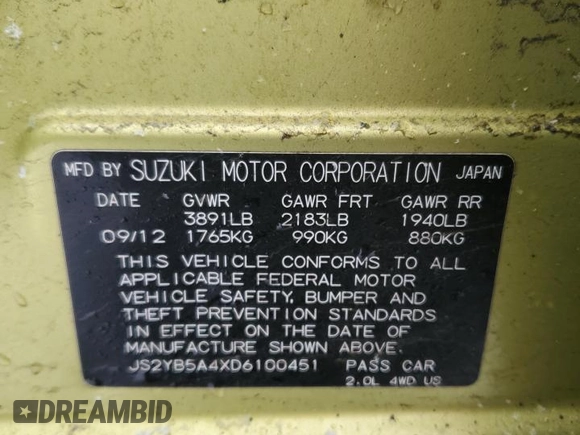 MFD BY SUZUKI MOTOR CORPORATION JAPAN
DATE GVWR GAWR FRT GAWR RR
3891LB 2183LB 1940LB
09/12 1765KG 990KG 880KG
THIS VEHICLE CONFORMS TO ALL
APPLICABLE FEDERAL MOTOR
VEHICLE SAFETY, BUMPER AND
THEFT PREVENTION STANDARDS
IN EFFECT ON THE DATE OF
MANUFACTURE SHOWN ABOVE.
JS2YB5A4XD6100451 PASS CAR
2.0L 4WD US
DREAMBID